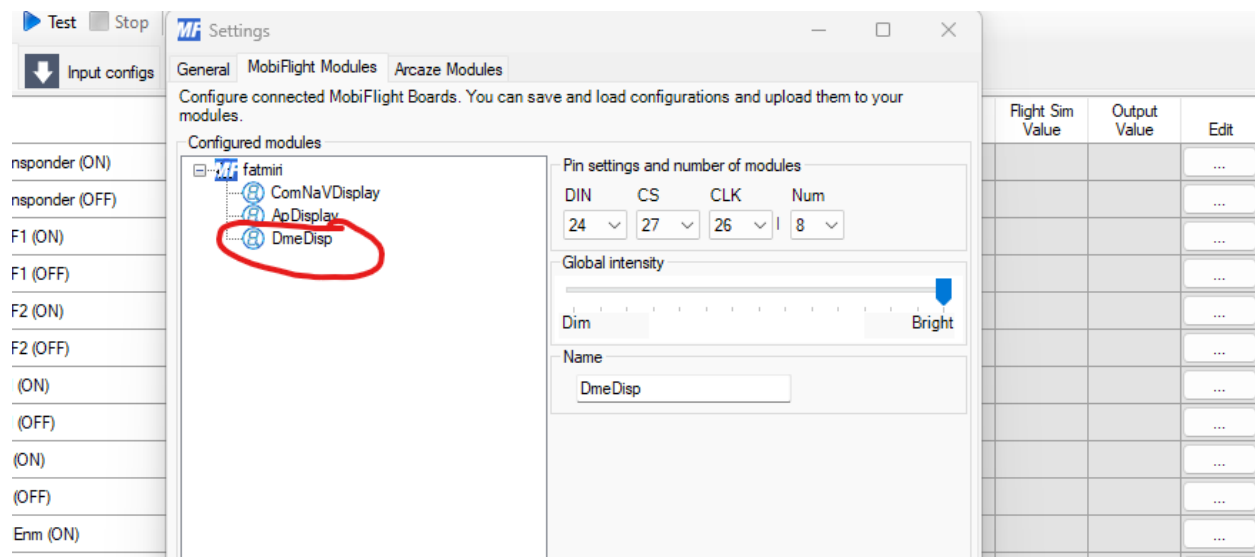 Test Stop
MF Settings
Input configs
General MobiFlight Modules Arcaze Modules
Configure connected MobiFlight Boards. You can save and load configurations and upload them to your
modules.
Flight Sim
Value
Output
Value
Edit
Configured modules
MF fatmiri
ComNaVDisplay
ApDisplay
DmeDisp
Pin settings and number of modules
DIN CS CLK Num
24 27 26 8
Global intensity
Dim Bright
Name
DmeDisp
nsponder (ON) ...
nsponder (OFF) ...
F1 (ON) ...
F1 (OFF) ...
F2 (ON) ...
F2 (OFF) ...
(ON) ...
(OFF) ...
(ON) ...
(OFF) ...
Enm (ON) ...